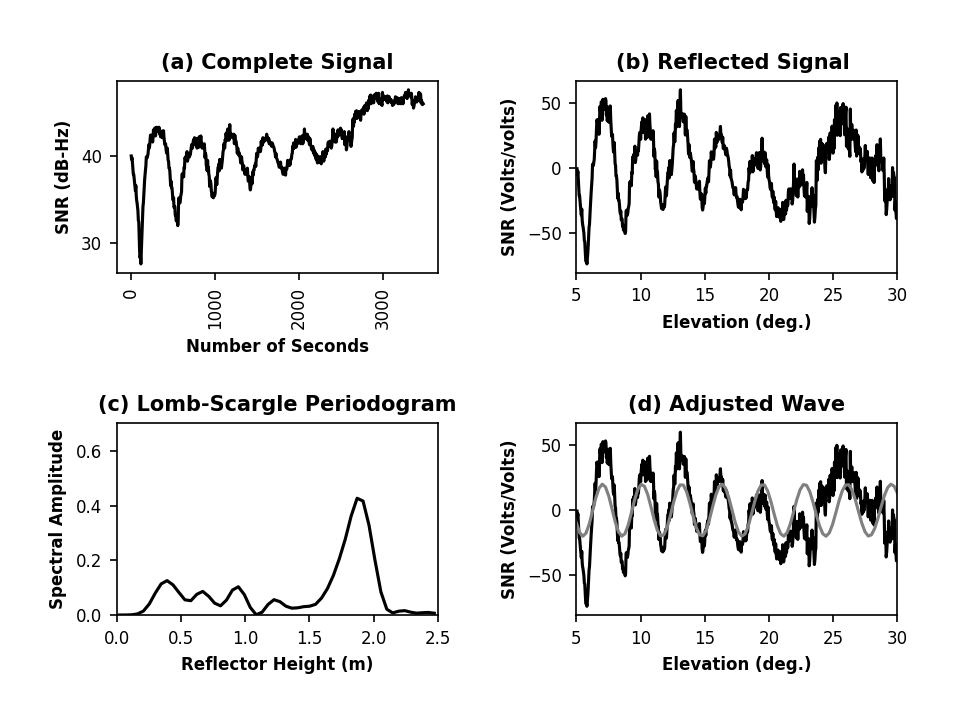 (a) Complete Signal
SNR (dB-Hz)
40
30
0
1000
2000
3000
Number of Seconds
(b) Reflected Signal
SNR (Volts/volts)
50
0
−50
5
10
15
20
25
30
Elevation (deg.)
(c) Lomb-Scargle Periodogram
Spectral Amplitude
0.6
0.4
0.2
0.0
0.0
0.5
1.0
1.5
2.0
2.5
Reflector Height (m)
(d) Adjusted Wave
SNR (Volts/Volts)
50
0
−50
5
10
15
20
25
30
Elevation (deg.)